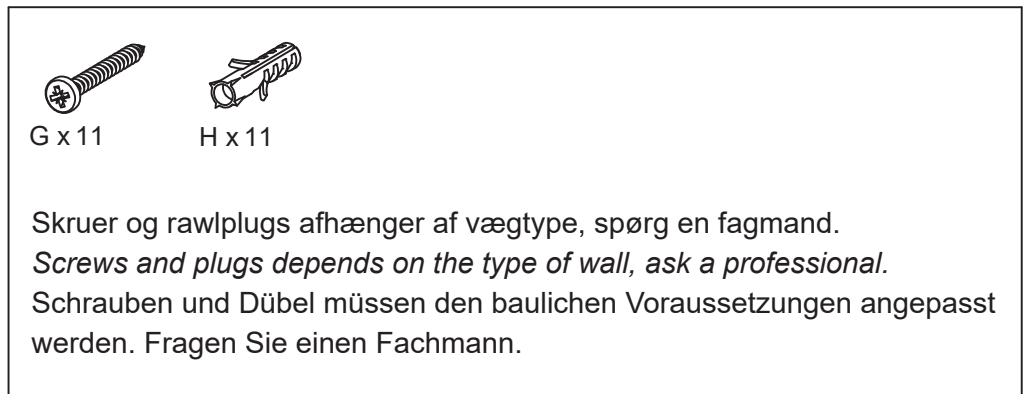 G x 11 H x 11
Skruer og rawlplugs afhænger af vægtype, spørg en fagmand.
Screws and plugs depends on the type of wall, ask a professional.
Schrauben und Dübel müssen den baulichen Voraussetzungen angepasst
werden. Fragen Sie einen Fachmann.